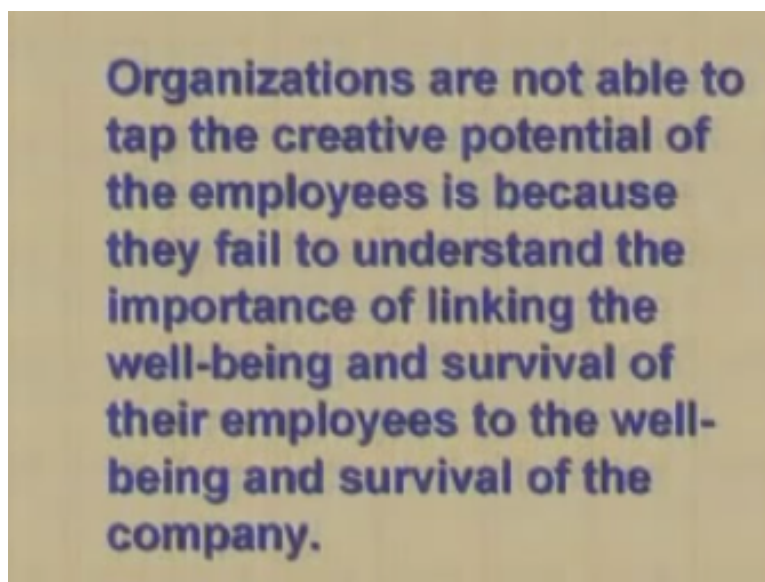 Organizations are not able to
tap the creative potential of
the employees is because
they fail to understand the
importance of linking the
well-being and survival of
their employees to the well-
being and survival of the
company.